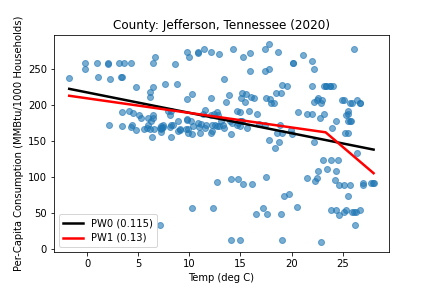 County: Jefferson, Tennessee (2020)
Per-Capita Consumption (MMBtu/1000 Households)
250
200
150
100
50
0
PW0 (0.115)
PW1 (0.13)
0 5 10 15 20 25
Temp (deg C)